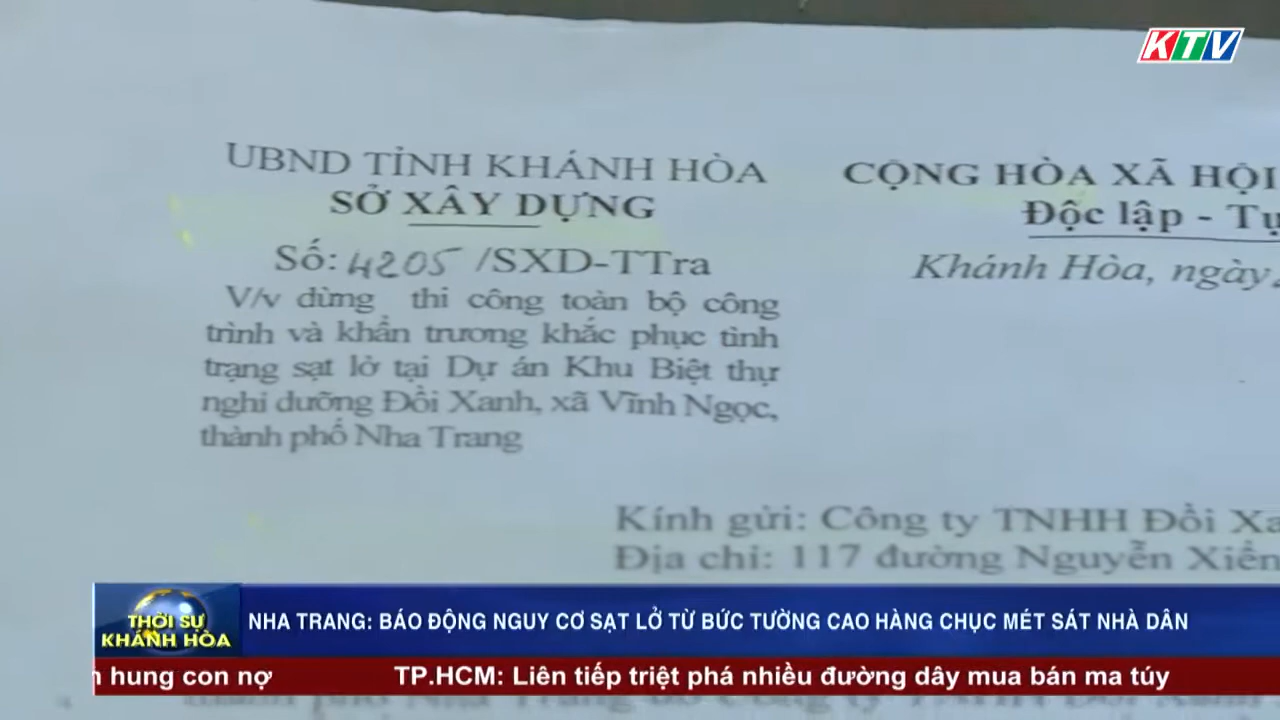 KTV
UBND TỈNH KHÁNH HÒA
SỞ XÂY DỰNG
Số: 4205 /SXD-TTra
V/v dừng thi công toàn bộ công
trình và khẩn trương khắc phục tình
trạng sạt lở tại Dự án Khu Biệt thự
nghỉ dưỡng Đồi Xanh, xã Vĩnh Ngọc,
thành phố Nha Trang
CỘNG HÒA XÃ HỘI
Độc lập - Tự
Khánh Hòa, ngày
Kính gửi: Công ty TNHH Đồi Xa
Địa chỉ: 117 đường Nguyễn Xiển
THỜI SỰ
KHÁNH HÒA
NHA TRANG: BÁO ĐỘNG NGUY CƠ SẠT LỞ TỪ BỨC TƯỜNG CAO HÀNG CHỤC MÉT SÁT NHÀ DÂN
hung con nợ
TP.HCM: Liên tiếp triệt phá nhiều đường dây mua bán ma túy